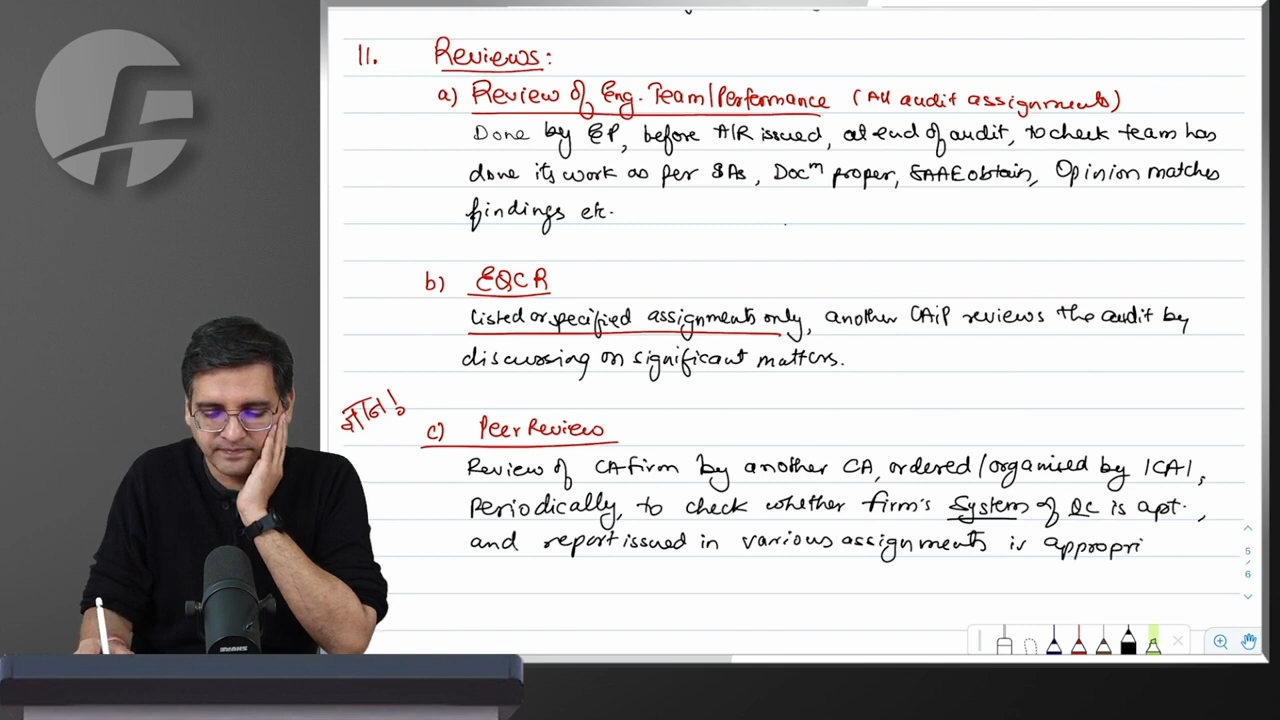 11. Reviews:
a) Review of Eng. Team/Performance (All audit assignments)
Done by EP, before A/R issued, at end of audit, to check team has
done its work as per SAs, Docm proper, SAAE obtain, Opinion matches
findings etc.
b) EQCR
Listed or specified assignments only, another CAiP reviews the audit by
discussing on significant matters.
ज्ञान!
c) Peer Review
Review of CA firm by another CA, ordered/organised by ICAI,
Periodically, to check whether firm's System of QC is apt.,
and report issued in various assignments is appropri
5
/
6